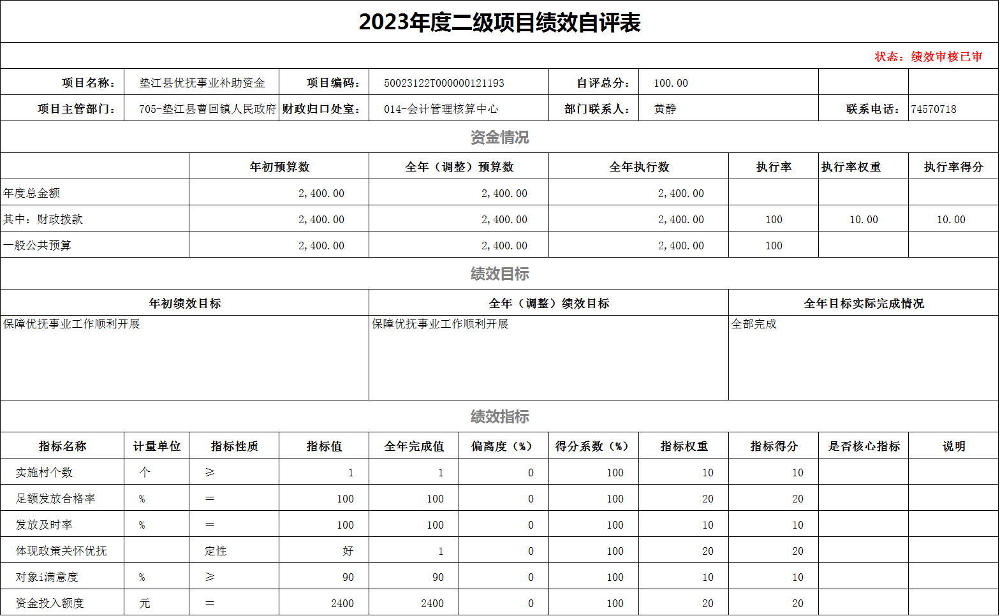 2023年度二级项目绩效自评表
状态：绩效审核已审
项目名称： 垫江县优抚事业补助资金 项目编码： 50023122T000000121193 自评总分： 100.00
项目主管部门： 705-垫江县曹回镇人民政府 财政归口处室： 014-会计管理核算中心 部门联系人： 黄静 联系电话： 74570718
资金情况
年初预算数 全年（调整）预算数 全年执行数 执行率 执行率权重 执行率得分
年度总金额 2,400.00 2,400.00 2,400.00
其中：财政拨款 2,400.00 2,400.00 2,400.00 100 10.00 10.00
一般公共预算 2,400.00 2,400.00 2,400.00 100
绩效目标
年初绩效目标 全年（调整）绩效目标 全年目标实际完成情况
保障优抚事业工作顺利开展 保障优抚事业工作顺利开展 全部完成
绩效指标
指标名称 计量单位 指标性质 指标值 全年完成值 偏离度（%） 得分系数（%） 指标权重 指标得分 是否核心指标 说明
实施村个数 个 ≥ 1 1 0 100 10 10
足额发放合格率 % ＝ 100 100 0 100 20 20
发放及时率 % ＝ 100 100 0 100 10 10
体现政策关怀优抚 定性 好 1 0 100 20 20
对象i满意度 % ≥ 90 90 0 100 10 10
资金投入额度 元 ＝ 2400 2400 0 100 20 20